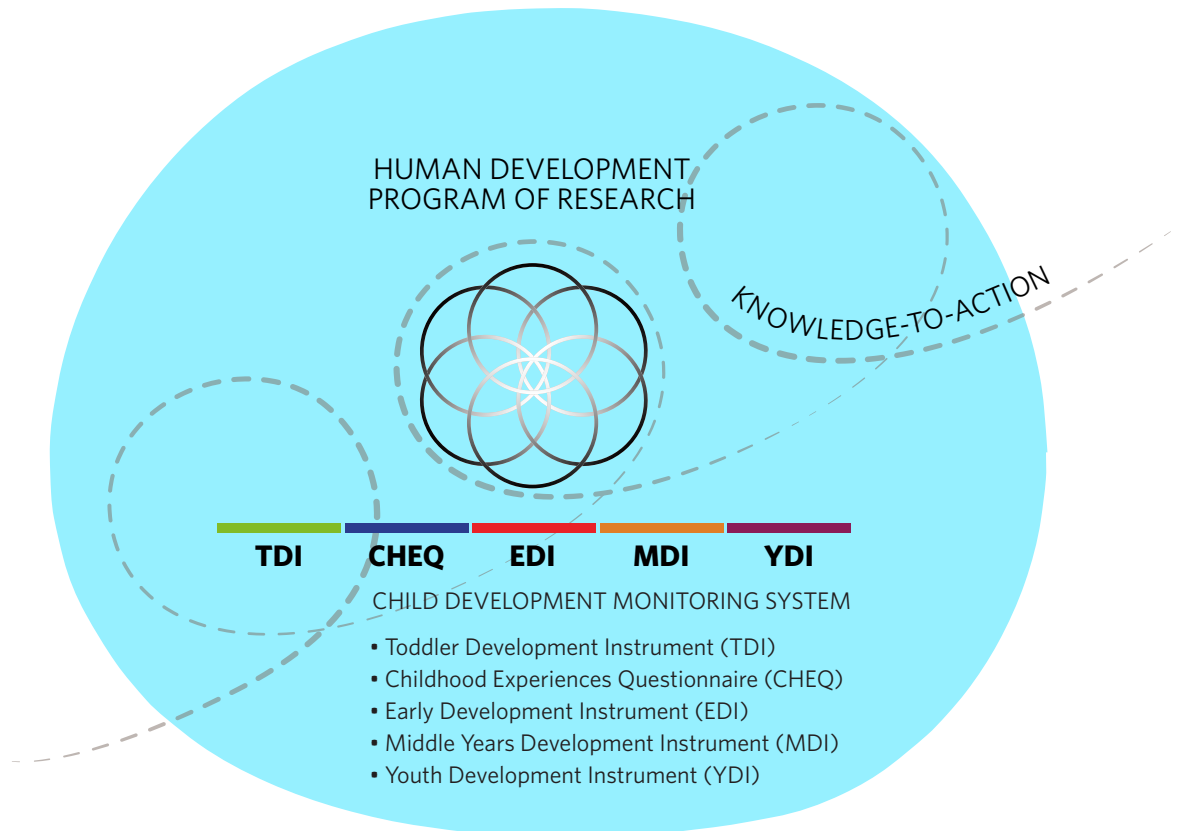 HUMAN DEVELOPMENT
PROGRAM OF RESEARCH
KNOWLEDGE-TO-ACTION
TDI
CHEQ
EDI
MDI
YDI
CHILD DEVELOPMENT MONITORING SYSTEM
• Toddler Development Instrument (TDI)
• Childhood Experiences Questionnaire (CHEQ)
• Early Development Instrument (EDI)
• Middle Years Development Instrument (MDI)
• Youth Development Instrument (YDI)